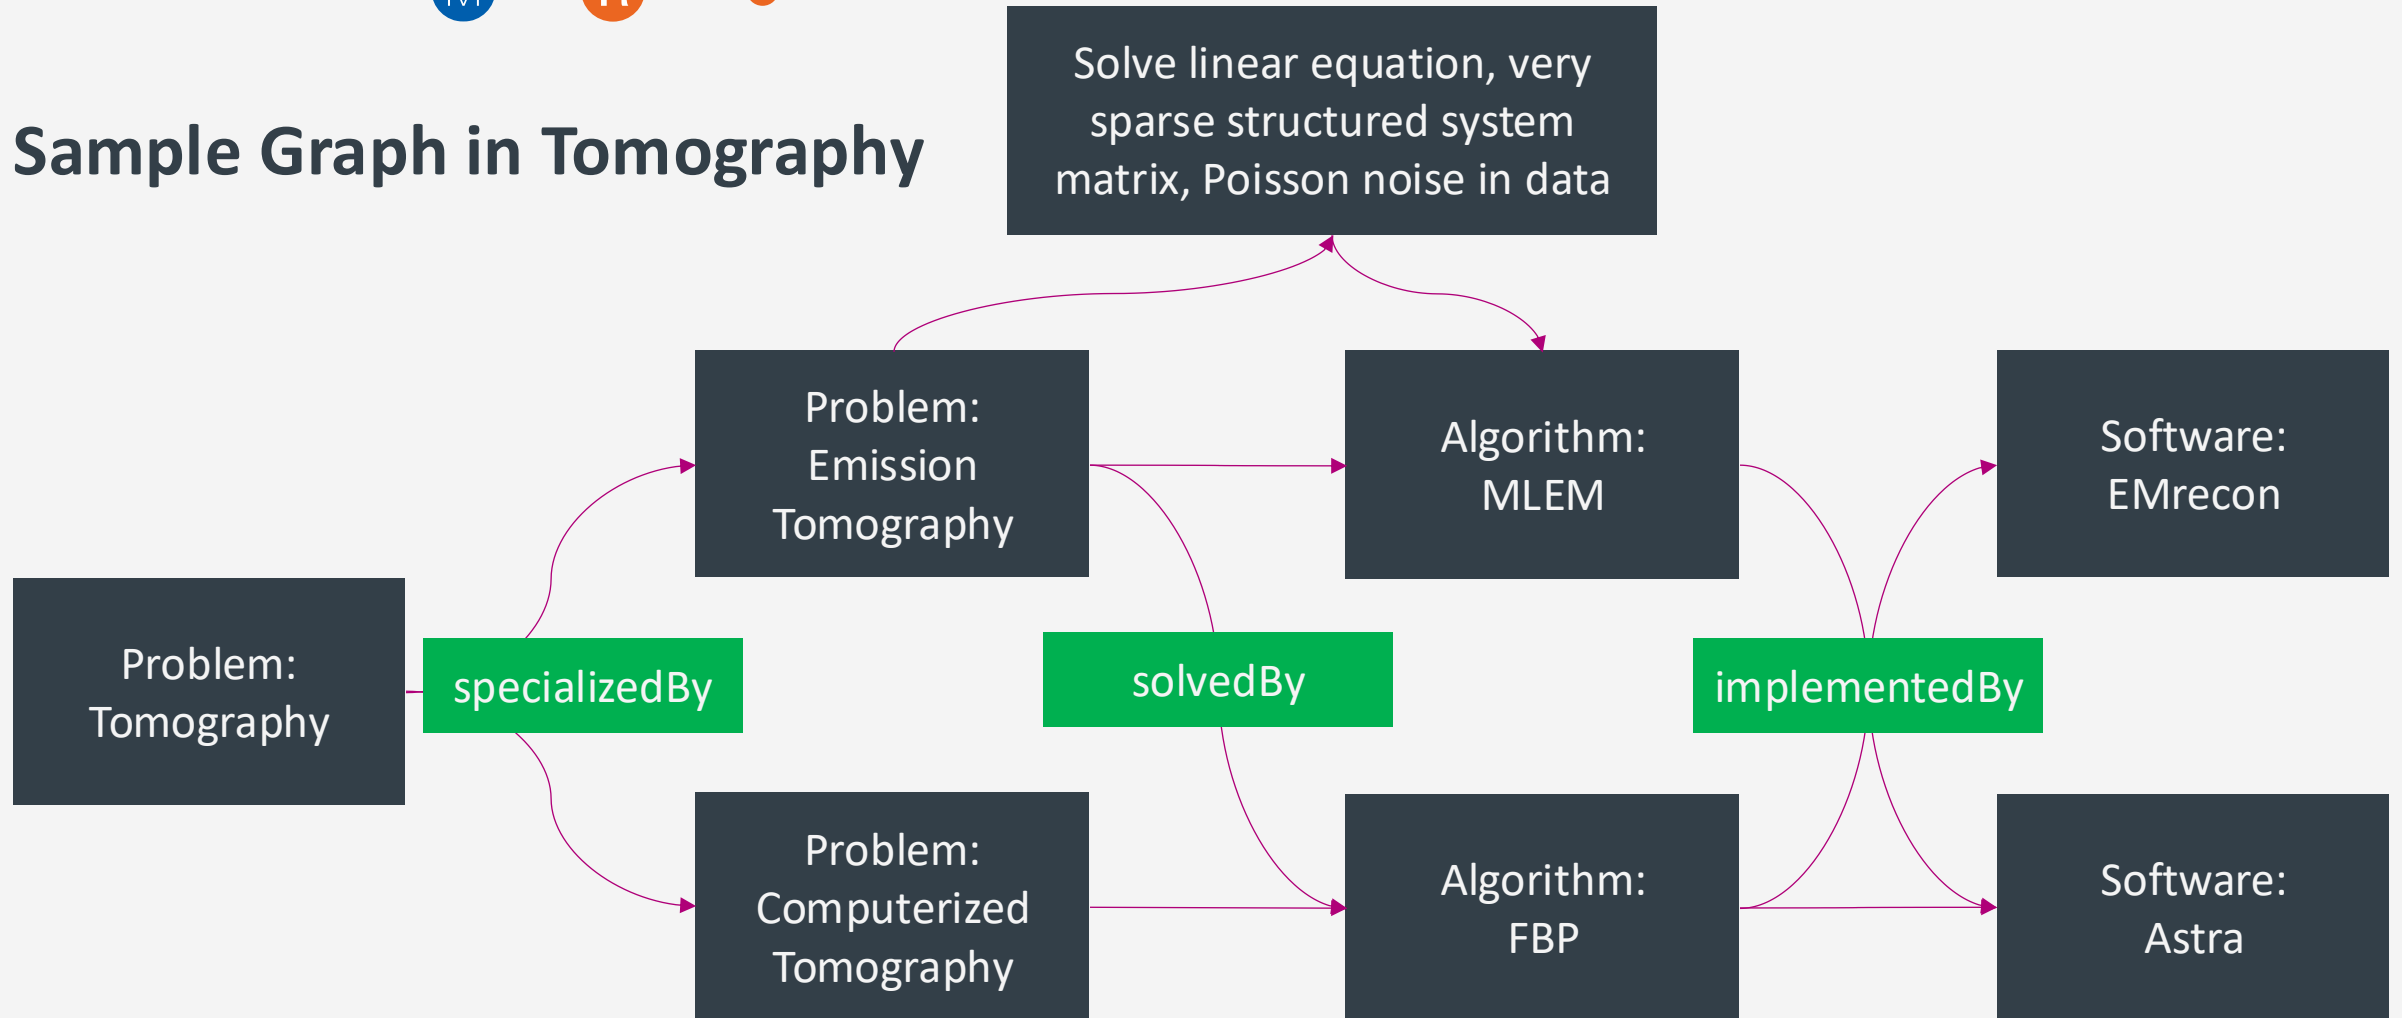 Sample Graph in Tomography
Solve linear equation, very
sparse structured system
matrix, Poisson noise in data
Problem:
Emission
Tomography
Algorithm:
MLEM
Software:
EMrecon
Problem:
Tomography
specializedBy
solvedBy
implementedBy
Problem:
Computerized
Tomography
Algorithm:
FBP
Software:
Astra